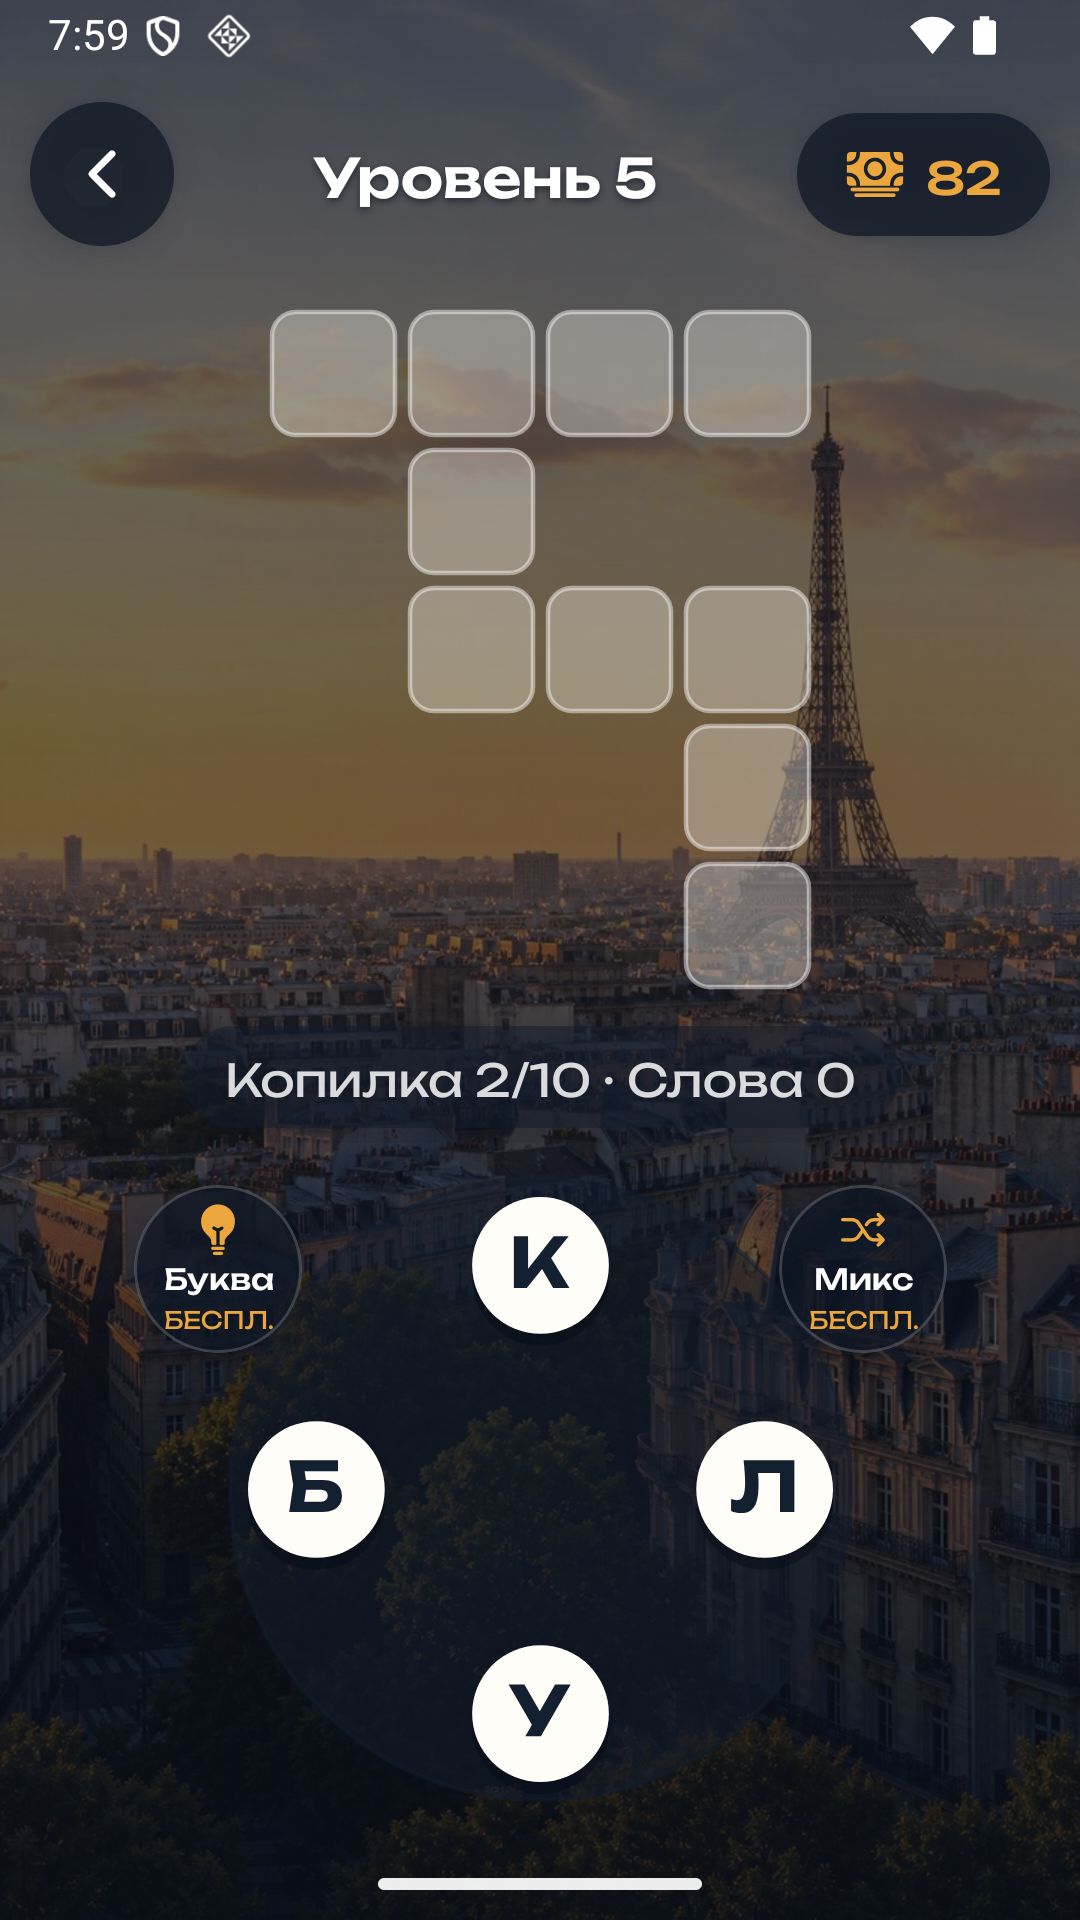 7:59
Уровень 5
82
Копилка 2/10 · Слова 0
К
Буква
БЕСПЛ.
Микс
БЕСПЛ.
Б
Л
У